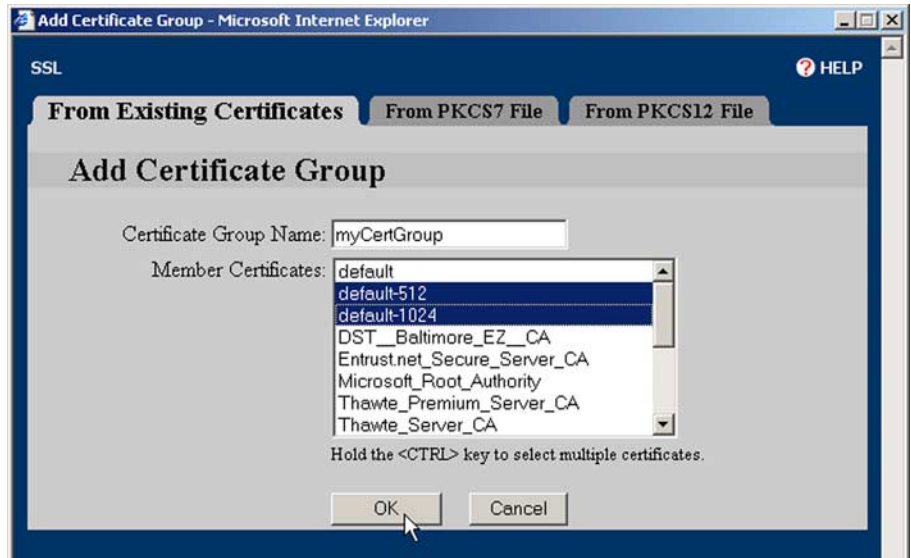 Add Certificate Group - Microsoft Internet Explorer
SSL
? HELP
From Existing Certificates
From PKCS7 File
From PKCS12 File
Add Certificate Group
Certificate Group Name: myCertGroup
Member Certificates:
default
default-512
default-1024
DST__Baltimore_EZ__CA
Entrust.net_Secure_Server_CA
Microsoft_Root_Authority
Thawte_Premium_Server_CA
Thawte_Server_CA
Hold the <CTRL> key to select multiple certificates.
OK
Cancel